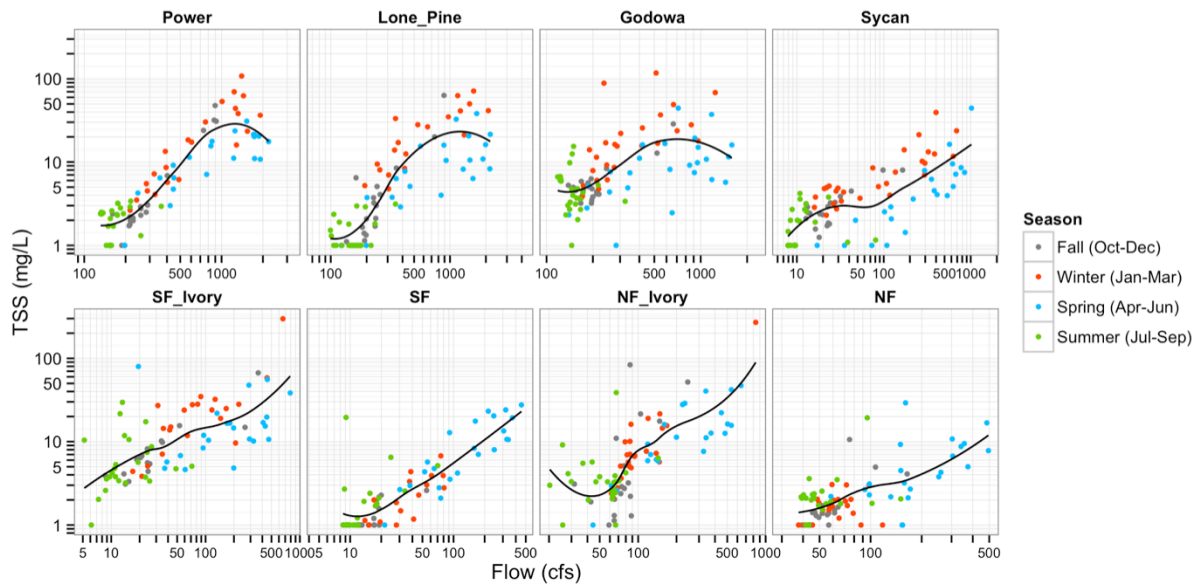 Power Lone_Pine Godowa Sycan
100
10
5
1
100 500 1000 100 500 1000 100 500 1000 10 50 100 5001000
SF_Ivory SF NF_Ivory NF
100
10
5
1
5 10 50 100 500 1000 5 10 50 100 500 50 100 500 1000 50 100 500
TSS (mg/L)
Flow (cfs)
Season
Fall (Oct-Dec)
Winter (Jan-Mar)
Spring (Apr-Jun)
Summer (Jul-Sep)